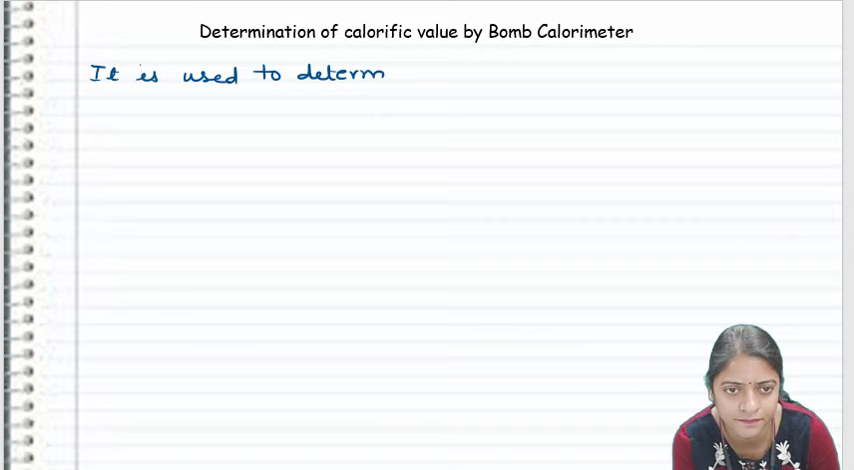 Determination of calorific value by Bomb Calorimeter
It is used to determ